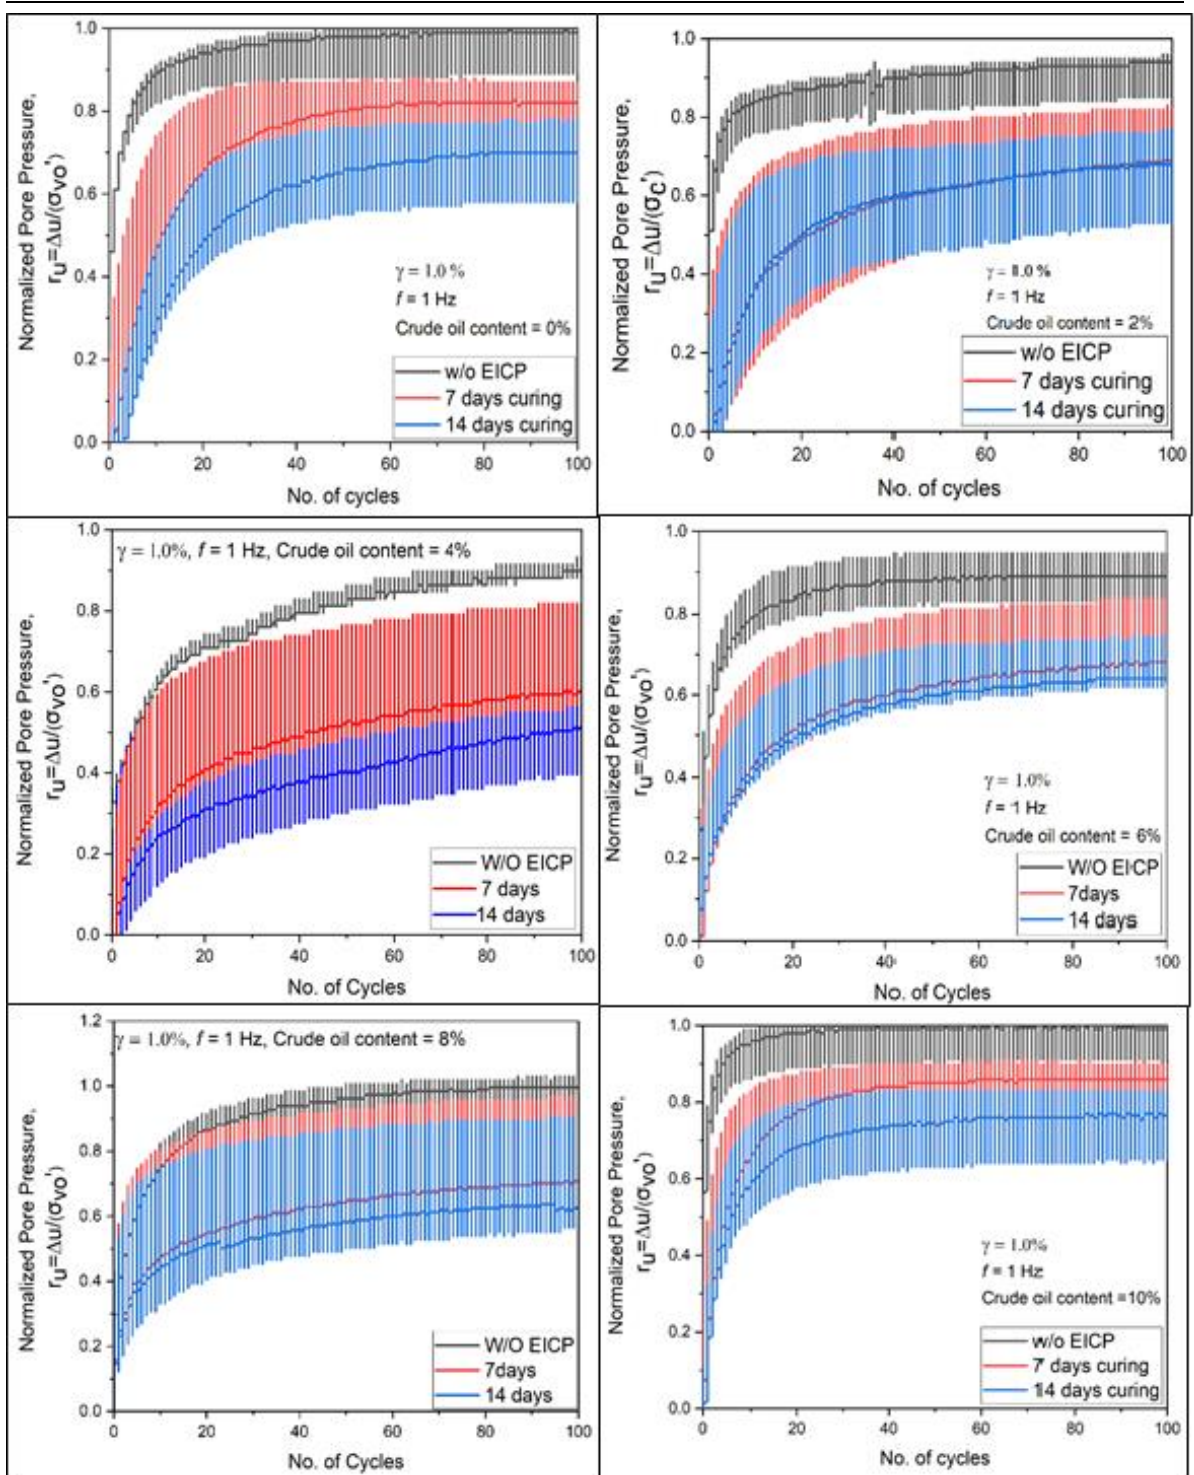 Normalized Pore Pressure,
ru=Δu/(σvo')
1.0
0.8
0.6
0.4
0.2
0.0
0 20 40 60 80 100
No. of cycles
γ = 1.0 %
f = 1 Hz
Crude oil content = 0%
w/o EICP
7 days curing
14 days curing
Normalized Pore Pressure,
ru=Δu/(σc')
1.0
0.8
0.6
0.4
0.2
0.0
0 20 40 60 80 100
No. of cycles
γ = 1.0 %
f = 1 Hz
Crude oil content = 2%
w/o EICP
7 days curing
14 days curing
Normalized Pore Pressure,
ru=Δu/(σvo')
1.0
0.8
0.6
0.4
0.2
0.0
0 20 40 60 80 100
No. of Cycles
γ = 1.0%, f = 1 Hz, Crude oil content = 4%
W/O EICP
7 days
14 days
Normalized Pore Pressure,
ru=Δu/(σvo')
1.0
0.8
0.6
0.4
0.2
0.0
0 20 40 60 80 100
No. of Cycles
γ = 1.0%
f = 1 Hz
Crude oil content = 6%
W/O EICP
7days
14 days
Normalized Pore Pressure,
ru=Δu/(σvo')
1.2
1.0
0.8
0.6
0.4
0.2
0.0
0 20 40 60 80 100
No. of Cycles
γ = 1.0%, f = 1 Hz, Crude oil content = 8%
W/O EICP
7days
14 days
Normalized Pore Pressure,
ru=Δu/(σvo')
1.0
0.8
0.6
0.4
0.2
0.0
0 20 40 60 80 100
No. of cycles
γ = 1.0%
f = 1 Hz
Crude oil content =10%
w/o EICP
7 days curing
14 days curing